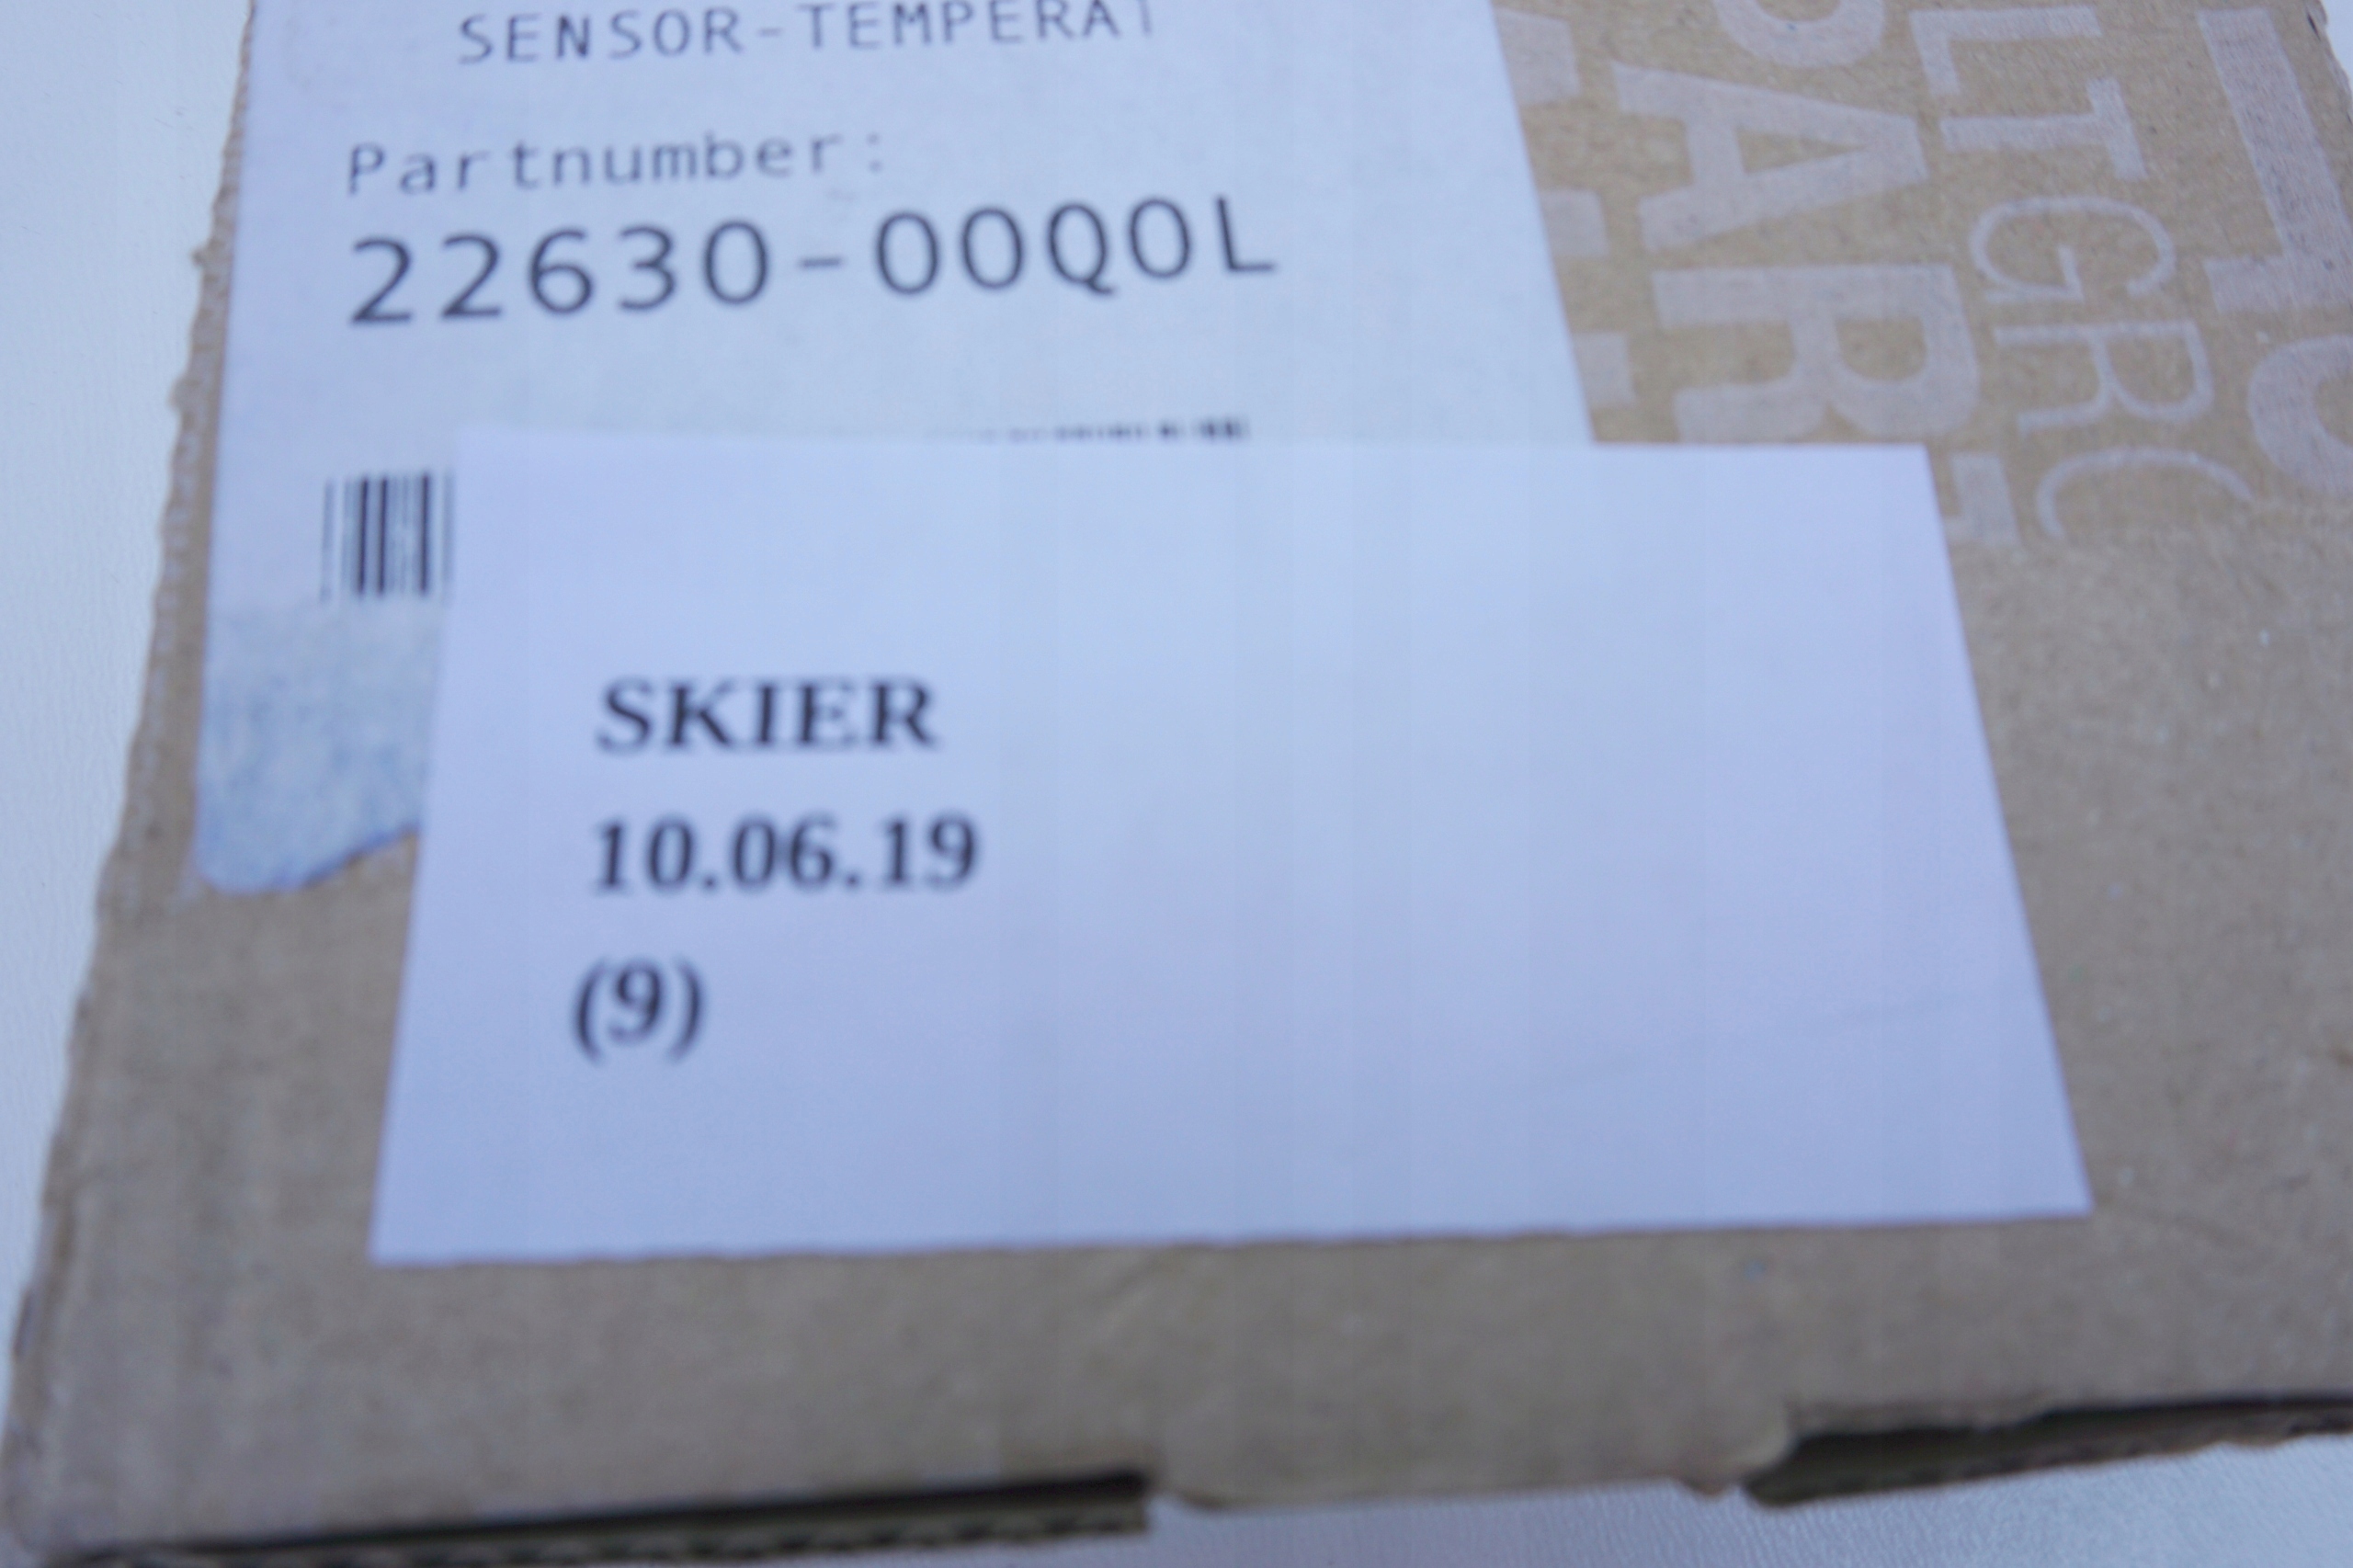 SENSOR-TEMPERAT
Partnumber:
22630-00Q0L
SKIER
10.06.19
(9)